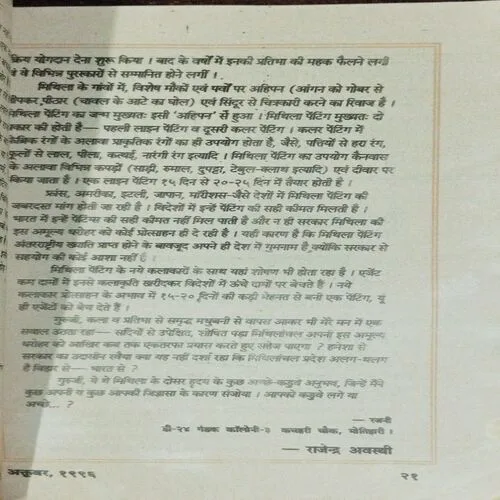 क्रिय योगदान देना शुरू किया । बाद के वर्षों में इनकी प्रतिभा की महक फैलने लगी
वं ये विभिन्न पुरस्कारों से सम्मानित होने लगीं ।
मिथिला के गांवों में, विशेष मौकों एवं पर्वों पर अहिपन (आंगन को गोबर से
लीपकर पीठार (चावल के आटे का घोल) एवं सिंदूर से चित्रकारी करने का रिवाज है ।
मिथिला पेंटिंग का जन्म मुख्यतः इसी 'अहिपन' से हुआ । मिथिला पेंटिंग मुख्यतः दो
कार की होती है— पहली लाइन पेंटिंग व दूसरी कलर पेंटिंग । कलर पेंटिंग में
केब्रिक रंगों के अलावा प्राकृतिक रंगों का ही उपयोग होता है, जैसे, पत्तियों से हरा रंग,
फूलों से लाल, पीला, कत्थई, नारंगी रंग इत्यादि । मिथिला पेंटिंग का उपयोग कैनवास
के अलावा विभिन्न कपड़ों (साड़ी, रुमाल, दुपट्टा, टेबुल-क्लाथ इत्यादि) एवं दीवार पर
किया जाता है । एक लाइन पेंटिंग १५ दिन से २०-२५ दिन में तैयार होती है ।
फ्रांस, अमरीका, इटली, जापान, मॉरीशस-जैसे देशों में मिथिला पेंटिंग की
जबरदस्त मांग होती जा रही है । विदेशों में इन्हें पेंटिंग की सही कीमत मिलती है ।
भारत में इन्हें पेंटिंग्स की सही कीमत नहीं मिल पाती है और न ही सरकार मिथिला की
इस अमूल्य धरोहर को कोई प्रोत्साहन ही दे रही है । यही कारण है कि मिथिला पेंटिंग
अंतरराष्ट्रीय ख्याति प्राप्त होने के बावजूद अपने ही देश में गुमनाम है क्योंकि सरकार से
सहयोग की कोई आशा नहीं है ।
मिथिला पेंटिंग के नये कलाकारों के साथ यहां शोषण भी होता रहा है । एजेंट
कम दामों में इनसे कलाकृति खरीदकर विदेशों में ऊंचे दामों पर बेचते हैं । नये
कलाकार प्रोत्साहन के अभाव में १५-२० दिनों की कड़ी मेहनत से बनी एक पेंटिंग, यूं
ही एजेंटों को बेच देते हैं ।
गुरुजी, कला व प्रतिभा से समृद्ध मधुबनी से वापस आकर भी मेरे मन में एक
सवाल उठता रहा — सदियों से उपेक्षित, शोषित पड़ा मिथिलांचल अपनी इस अमूल्य
धरोहर को आखिर कब तक एकतरफा प्रयास करते हुए सहेज पाएगा ? हमेशा से
सरकार का उदासीन रवैया क्या यह नहीं दर्शा रहा कि मिथिलांचल प्रदेश अलग-थलग
है बिहार से— भारत से ?
गुरुजी, ये थे मिथिला के दौरे के कुछ अच्छे-कडुवे अनुभव, जिन्हें मैंने
कुछ अपनी व कुछ आपकी जिज्ञासा के कारण संजोया । आपको कडुवे लगे या
अच्छे... ?
— रजनी
डी-२४ गंडक कॉलोनी-३ कचहरी चौक, मोतिहारी ।
— राजेन्द्र अवस्थी
अक्तूबर, १९९६
२१